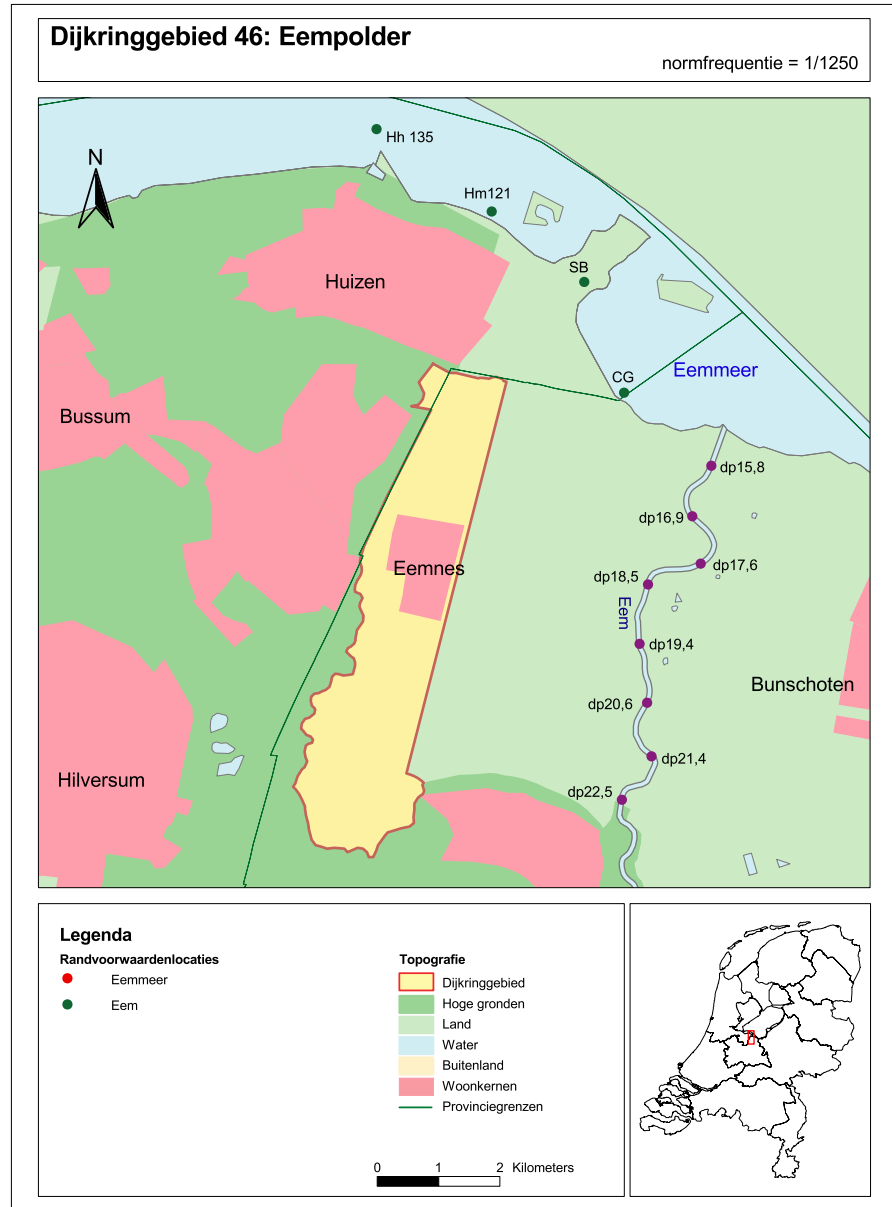 Dijkringgebied 46: Eempolder
normfrequentie = 1/1250
Hh 135
N
Hm121
SB
Huizen
Eemmeer
CG
Bussum
dp15,8
dp16,9
dp17,6
Eemnes
dp18,5
Eem
dp19,4
Bunschoten
dp20,6
dp21,4
Hilversum
dp22,5
Legenda
Randvoorwaardenlocaties
Eemmeer
Eem
Topografie
Dijkringgebied
Hoge gronden
Land
Water
Buitenland
Woonkernen
Provinciegrenzen
0 1 2 Kilometers